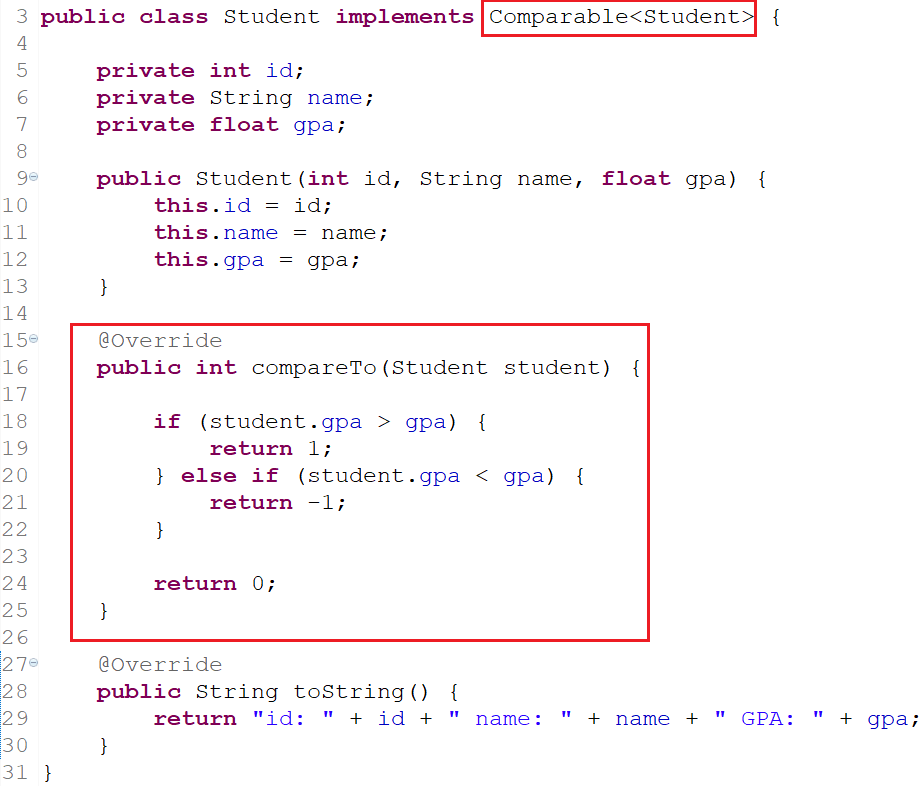 3 public class Student implements Comparable<Student> {
4
5     private int id;
6     private String name;
7     private float gpa;
8
9     public Student(int id, String name, float gpa) {
10         this.id = id;
11         this.name = name;
12         this.gpa = gpa;
13     }
14
15     @Override
16     public int compareTo(Student student) {
17
18         if (student.gpa > gpa) {
19             return 1;
20         } else if (student.gpa < gpa) {
21             return -1;
22         }
23
24         return 0;
25     }
26
27     @Override
28     public String toString() {
29         return "id: " + id + " name: " + name + " GPA: " + gpa;
30     }
31 }